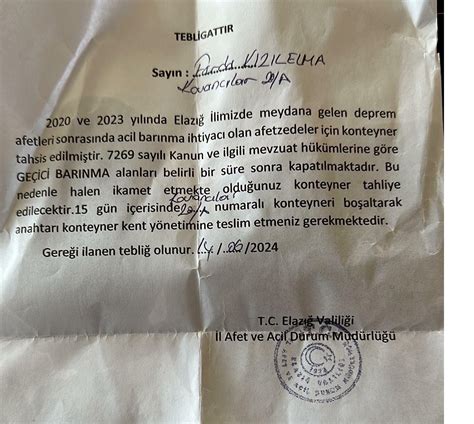 TEBLİGATTIR
Sayın : KIZILELMA
Kovancılar 2/A
2020 ve 2023 yılında Elazığ İlimizde meydana gelen deprem
afetleri sonrasında acil barınma ihtiyacı olan afetzedeler için konteyner
tahsis edilmiştir. 7269 sayılı Kanun ve ilgili mevzuat hükümlerine göre
GEÇİCİ BARINMA alanları belirli bir süre sonra kapatılmaktadır. Bu
nedenle halen ikamet etmekte olduğunuz konteyner tahliye
edilecektir.15 gün içerisinde Kovancılar numaralı konteyneri boşaltarak
anahtarı konteyner kent yönetimine teslim etmeniz gerekmektedir.
Gereği ilanen tebliğ olunur. /06/2024
T.C. Elazığ Valiliği
İl Afet ve Acil Durum Müdürlüğü